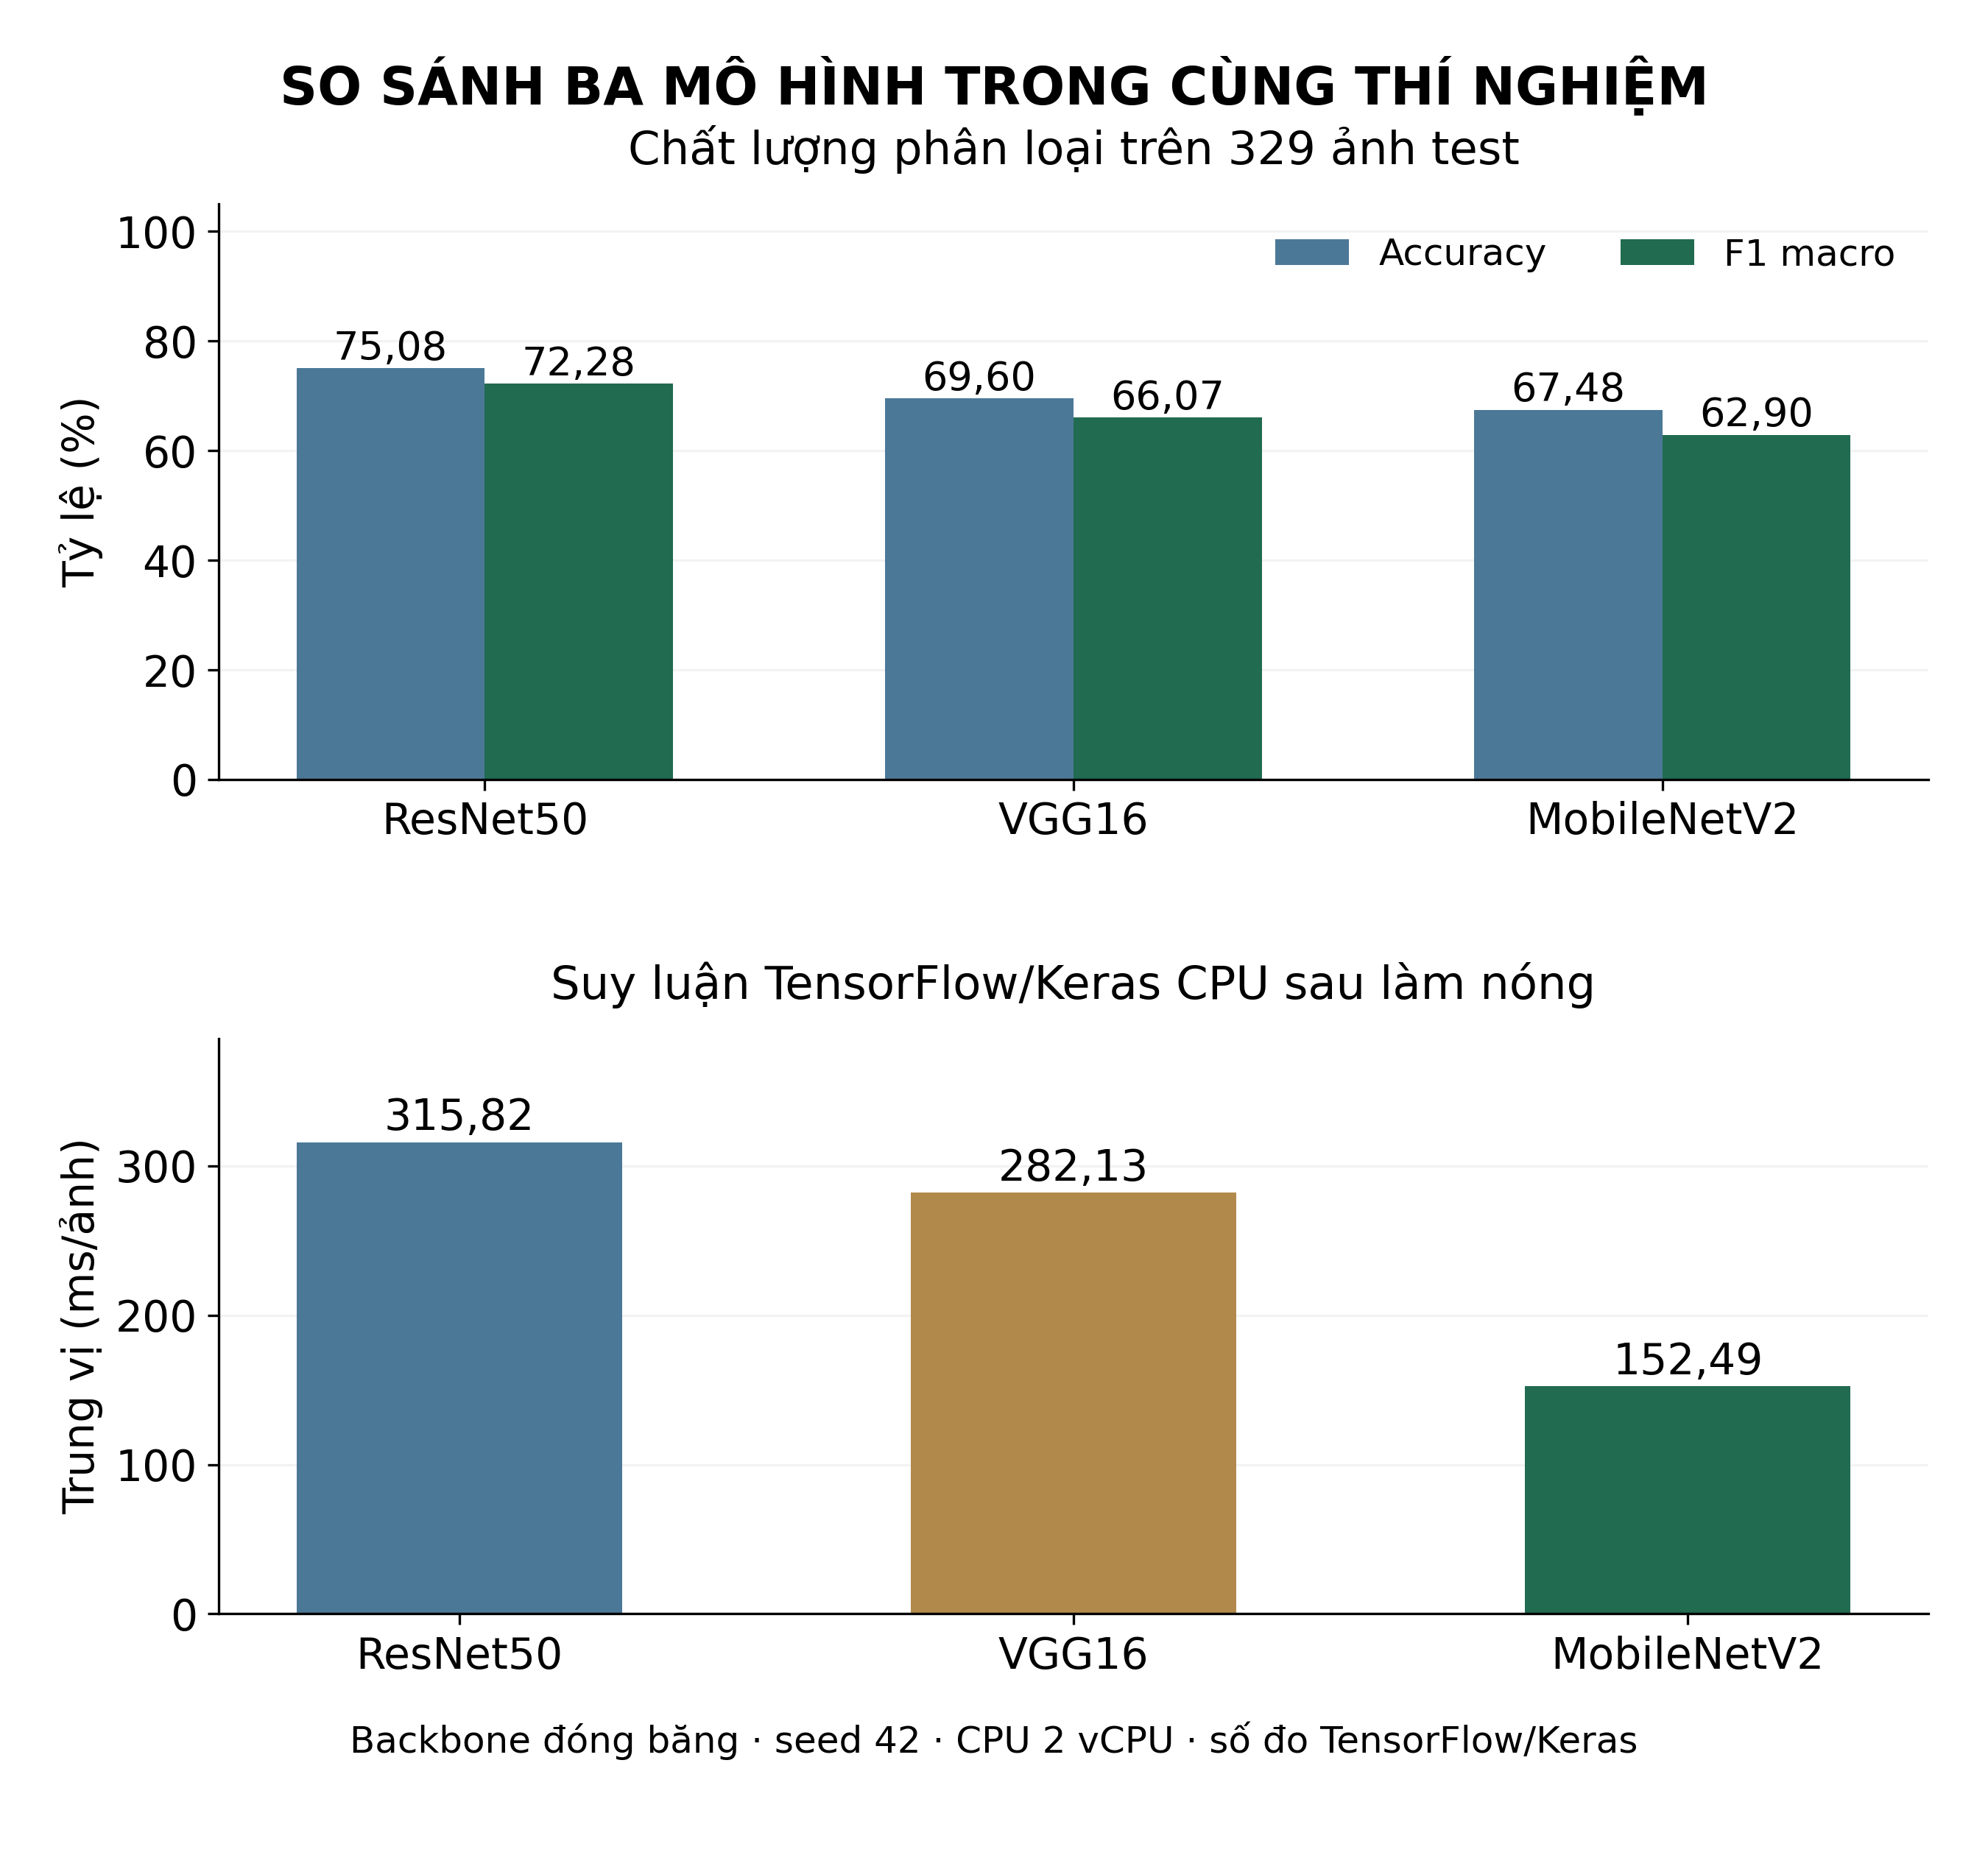 SO SÁNH BA MÔ HÌNH TRONG CÙNG THÍ NGHIỆM
Chất lượng phân loại trên 329 ảnh test
Tỷ lệ (%)
100
80
60
40
20
0
Accuracy
F1 macro
75,08
72,28
69,60
66,07
67,48
62,90
ResNet50
VGG16
MobileNetV2
Suy luận TensorFlow/Keras CPU sau làm nóng
Trung vị (ms/ảnh)
300
200
100
0
315,82
282,13
152,49
ResNet50
VGG16
MobileNetV2
Backbone đóng băng · seed 42 · CPU 2 vCPU · số đo TensorFlow/Keras